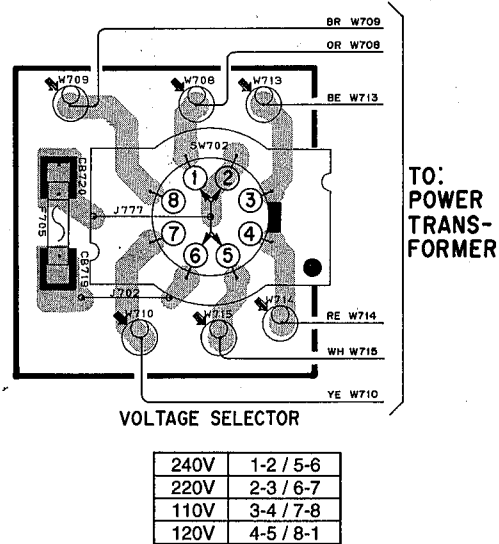 BR W709
OR W708
BE W713
W709
W708
W713
SW702
CB720
F705
CB719
J777
J702
1
2
3
4
5
6
7
8
TO:
POWER
TRANS-
FORMER
W710
W715
W714
RE W714
WH W715
YE W710
VOLTAGE SELECTOR
240V 1-2 / 5-6
220V 2-3 / 6-7
110V 3-4 / 7-8
120V 4-5 / 8-1